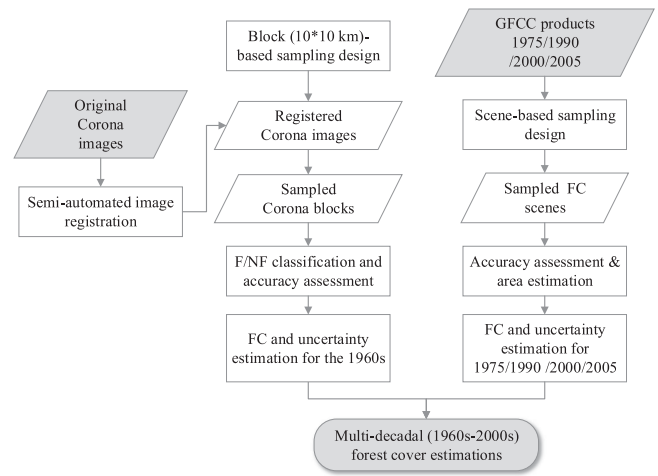 Block (10*10 km)-
based sampling design
GFCC products
1975/1990
/2000/2005
Original
Corona
images
Registered
Corona images
Scene-based sampling
design
Semi-automated image
registration
Sampled
Corona blocks
Sampled FC
scenes
F/NF classification and
accuracy assessment
Accuracy assessment &
area estimation
FC and uncertainty
estimation for the 1960s
FC and uncertainty
estimation for
1975/1990 /2000/2005
Multi-decadal (1960s-2000s)
forest cover estimations